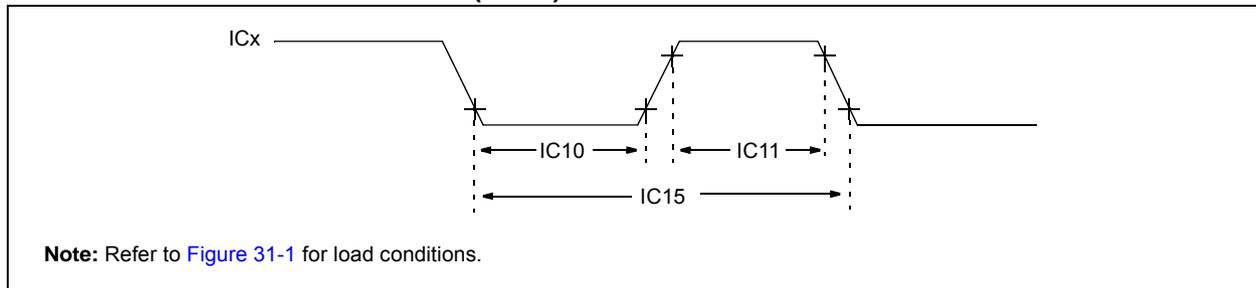 ICx
IC10
IC11
IC15
Note: Refer to Figure 31-1 for load conditions.